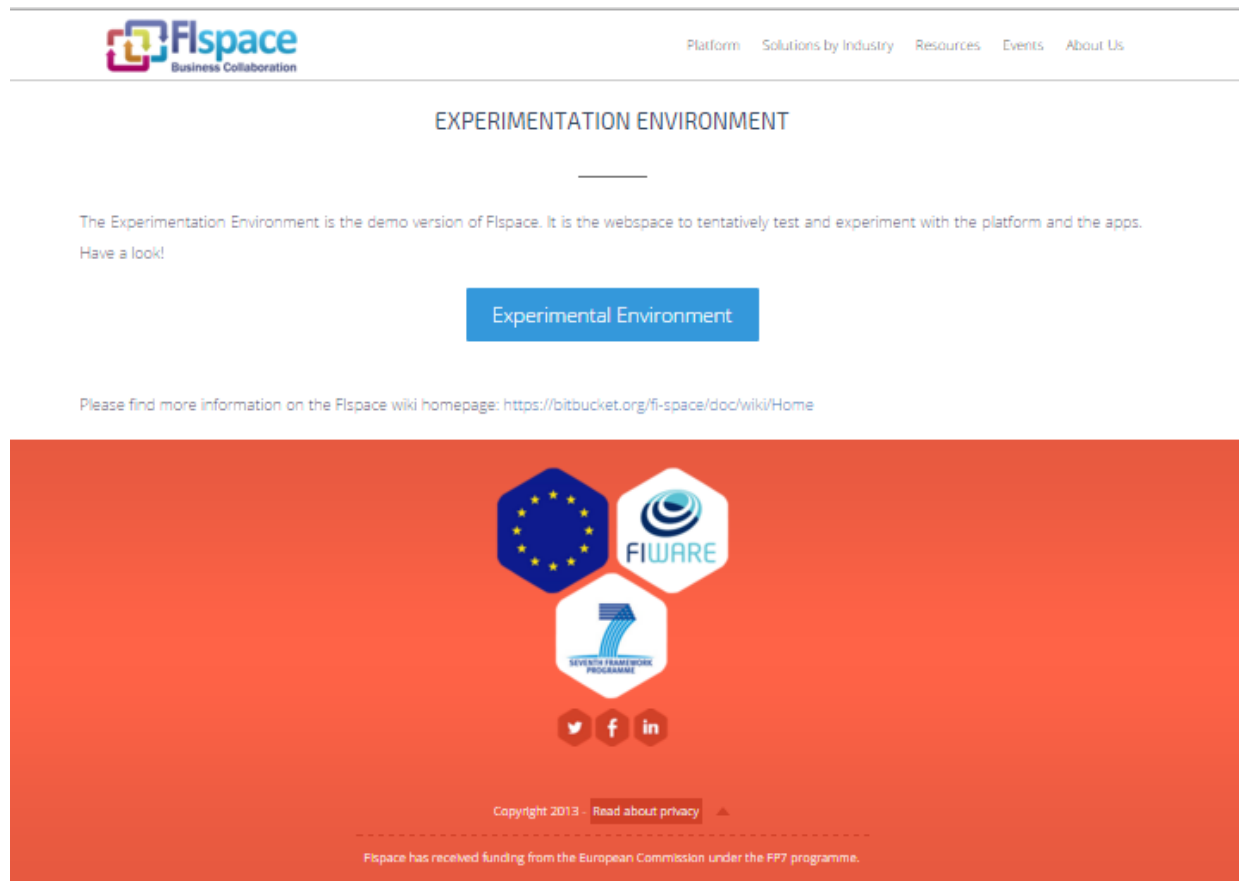 FIspace
Business Collaboration
Platform Solutions by Industry Resources Events About Us
EXPERIMENTATION ENVIRONMENT
The Experimentation Environment is the demo version of FIspace. It is the webspace to tentatively test and experiment with the platform and the apps.
Have a look!
Experimental Environment
Please find more information on the FIspace wiki homepage: https://bitbucket.org/fi-space/doc/wiki/Home
FIWARE
7
SEVENTH FRAMEWORK
PROGRAMME
f in
Copyright 2013 - Read about privacy
FIspace has received funding from the European Commission under the FP7 programme.